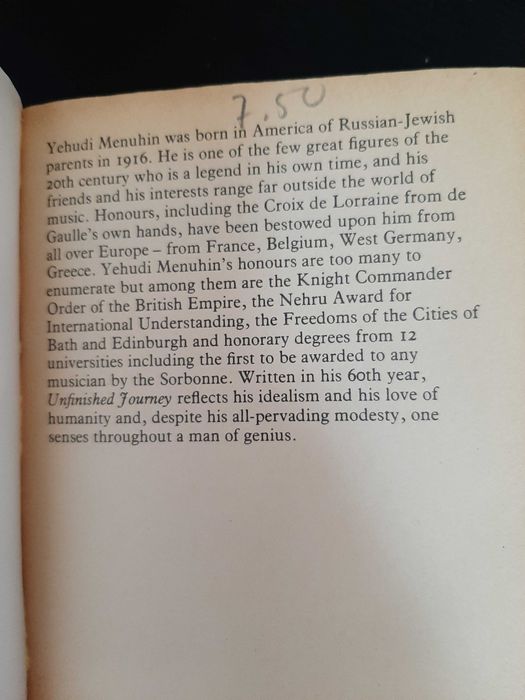 7.50
Yehudi Menuhin was born in America of Russian-Jewish
parents in 1916. He is one of the few great figures of the
20th century who is a legend in his own time, and his
friends and his interests range far outside the world of
music. Honours, including the Croix de Lorraine from de
Gaulle's own hands, have been bestowed upon him from
all over Europe – from France, Belgium, West Germany,
Greece. Yehudi Menuhin's honours are too many to
enumerate but among them are the Knight Commander
Order of the British Empire, the Nehru Award for
International Understanding, the Freedoms of the Cities of
Bath and Edinburgh and honorary degrees from 12
universities including the first to be awarded to any
musician by the Sorbonne. Written in his 60th year,
Unfinished Journey reflects his idealism and his love of
humanity and, despite his all-pervading modesty, one
senses throughout a man of genius.